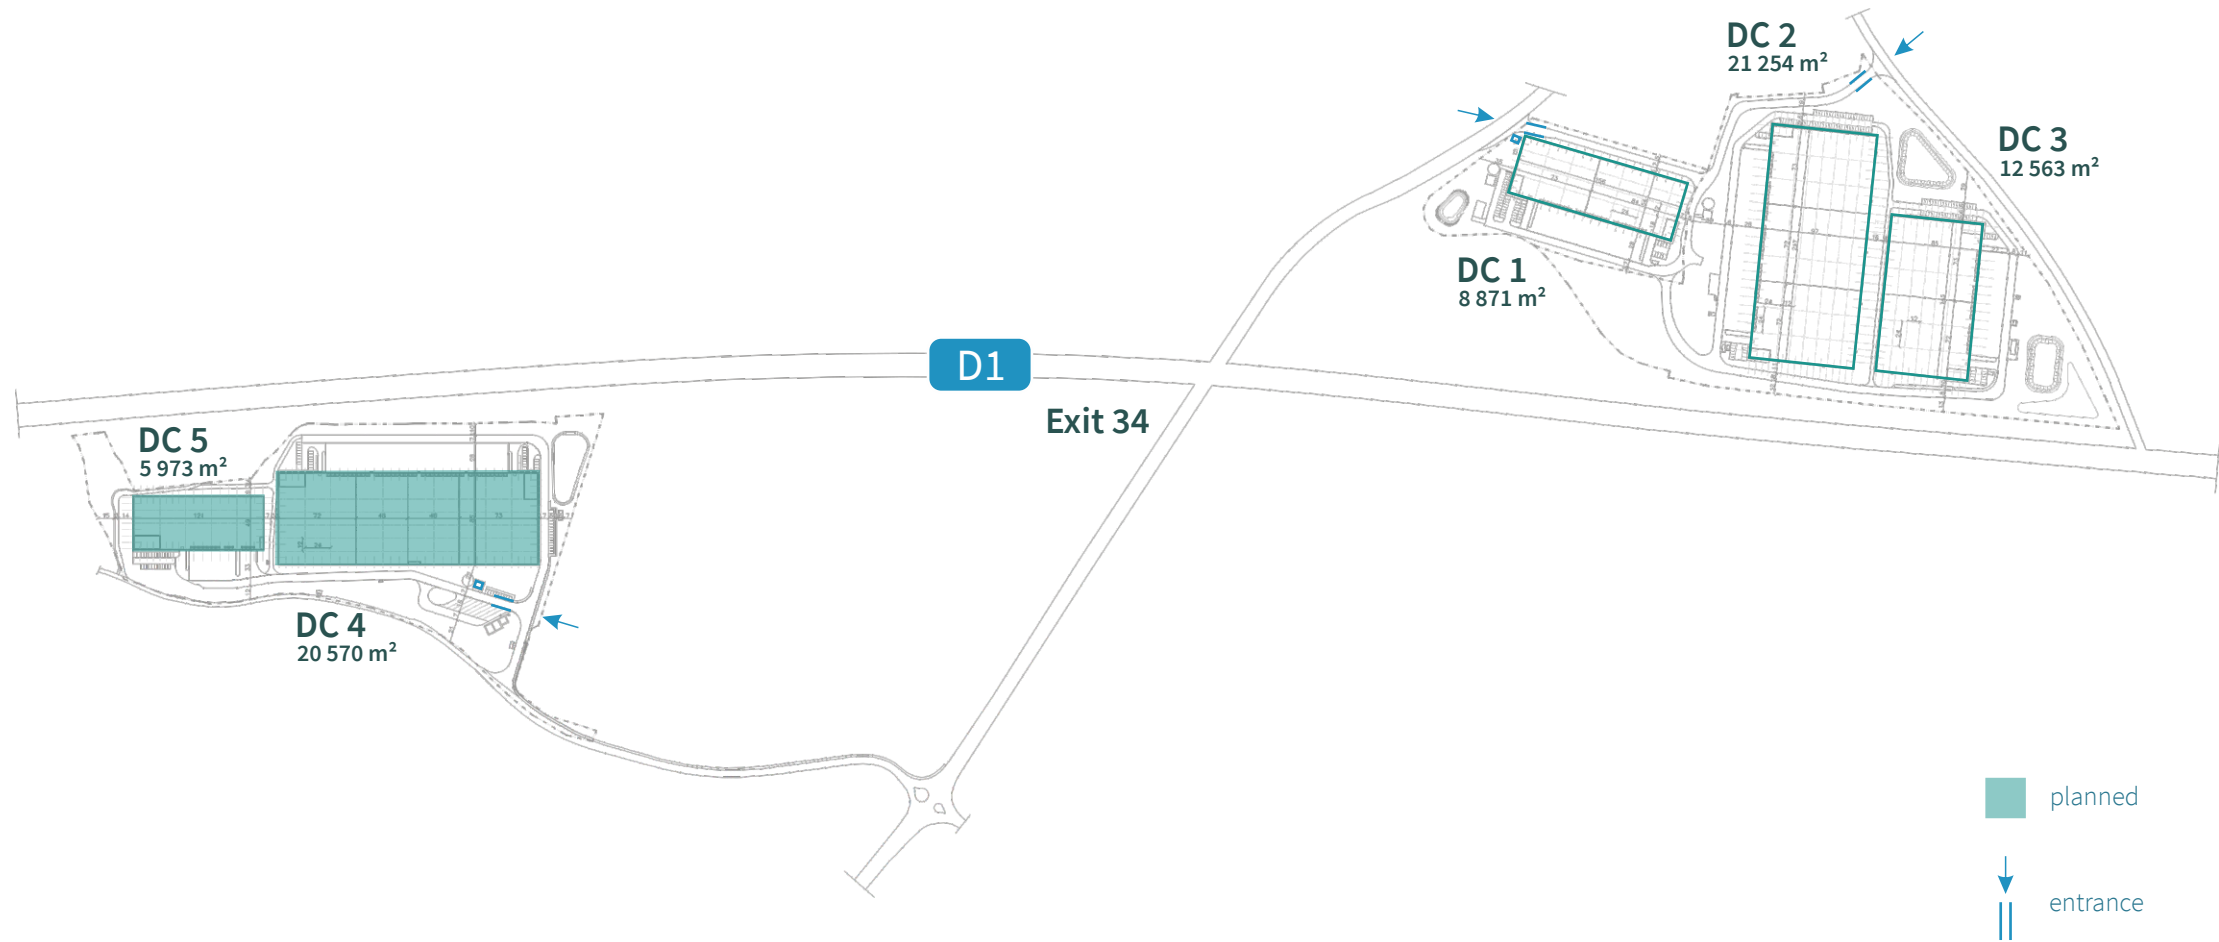 DC 2
21 254 m²
DC 3
12 563 m²
DC 1
8 871 m²
D1
Exit 34
DC 5
5 973 m²
DC 4
20 570 m²
planned
entrance